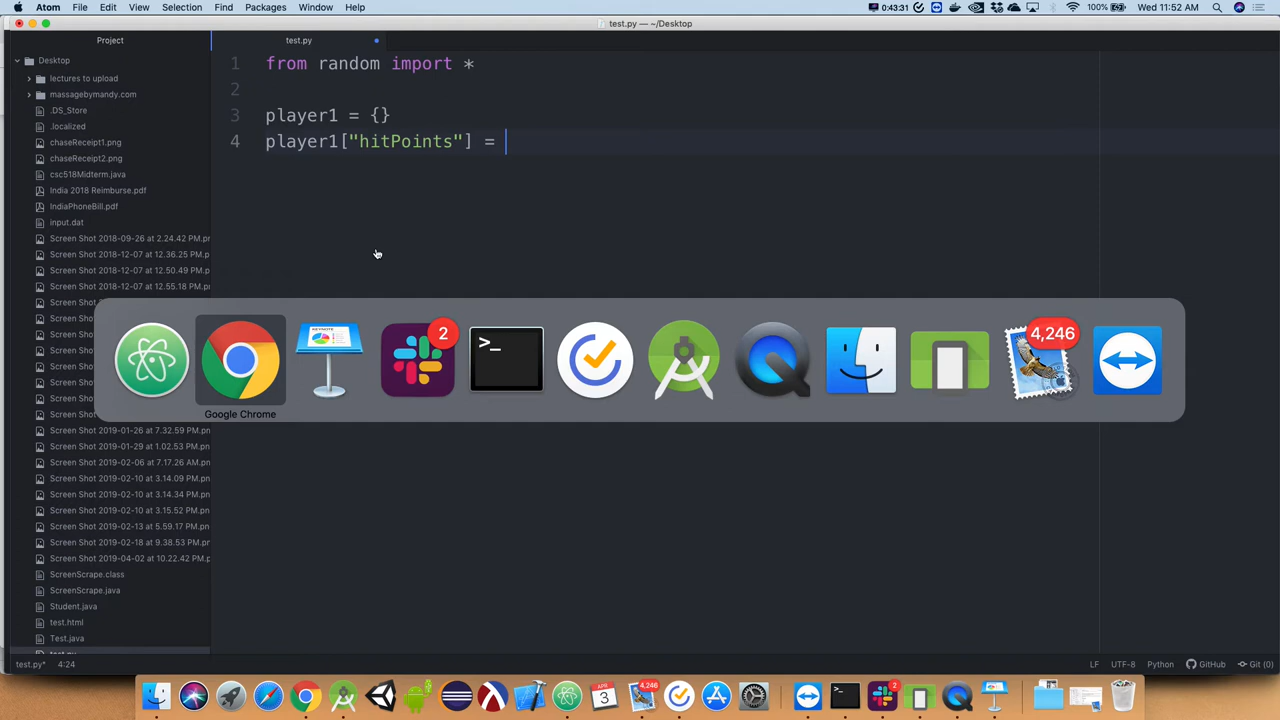 Atom File Edit View Selection Find Packages Window Help
0:43:31 100% Wed 11:52 AM
test.py — ~/Desktop
Project
test.py
Desktop
lectures to upload
massagebymandy.com
.DS_Store
.localized
chaseReceipt1.png
chaseReceipt2.png
csc518Midterm.java
India 2018 Reimburse.pdf
IndiaPhoneBill.pdf
input.dat
Screen Shot 2018-09-26 at 2.24.42 PM.pn
Screen Shot 2018-12-07 at 12.36.25 PM.p
Screen Shot 2018-12-07 at 12.50.49 PM.p
Screen Shot 2018-12-07 at 12.55.18 PM.p
Screen Shot 2019-01-26 at 7.32.59 PM.pn
Screen Shot 2019-01-29 at 1.02.53 PM.pn
Screen Shot 2019-02-06 at 7.17.26 AM.pn
Screen Shot 2019-02-10 at 3.14.09 PM.pn
Screen Shot 2019-02-10 at 3.14.34 PM.pn
Screen Shot 2019-02-10 at 3.15.52 PM.pn
Screen Shot 2019-02-13 at 5.59.17 PM.pn
Screen Shot 2019-02-18 at 9.38.53 PM.pn
Screen Shot 2019-04-02 at 10.22.42 PM.p
ScreenScrape.class
ScreenScrape.java
Student.java
test.html
Test.java
1 from random import *
2
3 player1 = {}
4 player1["hitPoints"] =
KEYNOTE
2
>_
4,246
Google Chrome
test.py* 4:24
LF UTF-8 Python GitHub Git (0)
APR
3
4,246
2